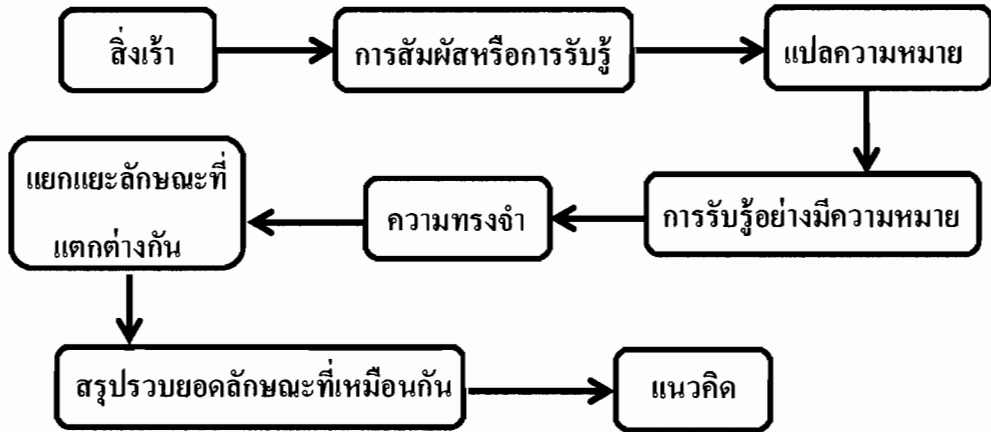 สิ่งเร้า
การสัมผัสหรือการรับรู้
แปลความหมาย
การรับรู้อย่างมีความหมาย
ความทรงจำ
แยกแยะลักษณะที่
แตกต่างกัน
สรุปรวบยอดลักษณะที่เหมือนกัน
แนวคิด